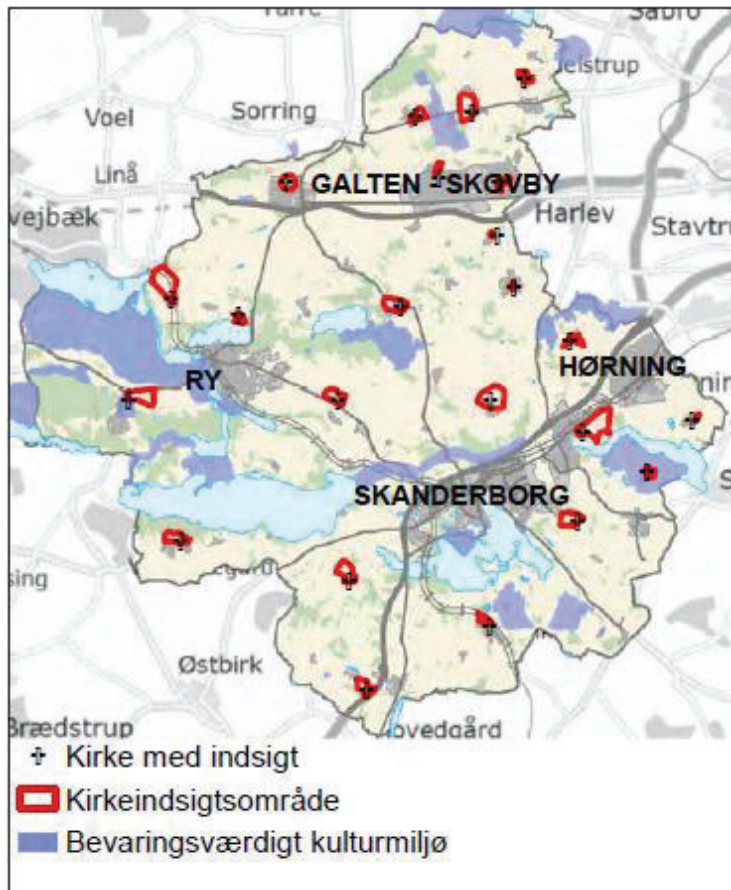 Sabro
Voel
Sorring
Linå
GALTEN - SKOVBY
Harlev
vejbæk
Stavtru
HØRNING
RY
SKANDERBORG
sing
Østbirk
Brædstrup
ovedgård
Kirke med indsigt
Kirkeindsigtsområde
Bevaringsværdigt kulturmiljø